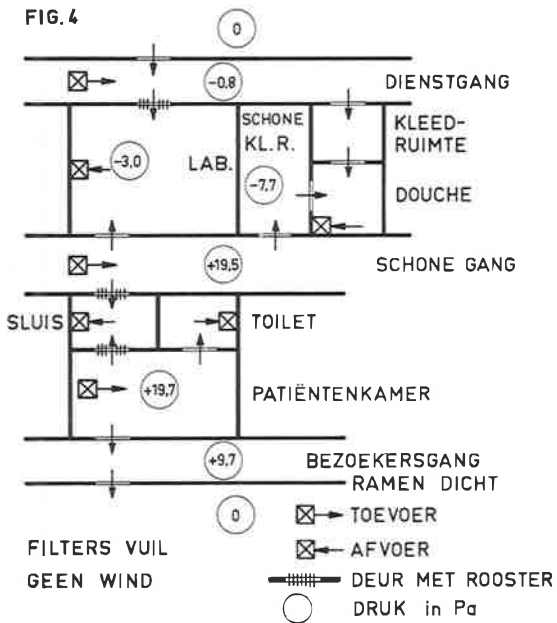 FIG. 4
0
-0,8
DIENSTGANG
SCHONE
KL.R.
KLEED-
RUIMTE
-3,0
LAB.
-7,7
DOUCHE
+19,5
SCHONE GANG
SLUIS
TOILET
+19,7
PATIËNTENKAMER
+9,7
BEZOEKERSGANG
RAMEN DICHT
0
TOEVOER
AFVOER
FILTERS VUIL
GEEN WIND
DEUR MET ROOSTER
DRUK in Pa